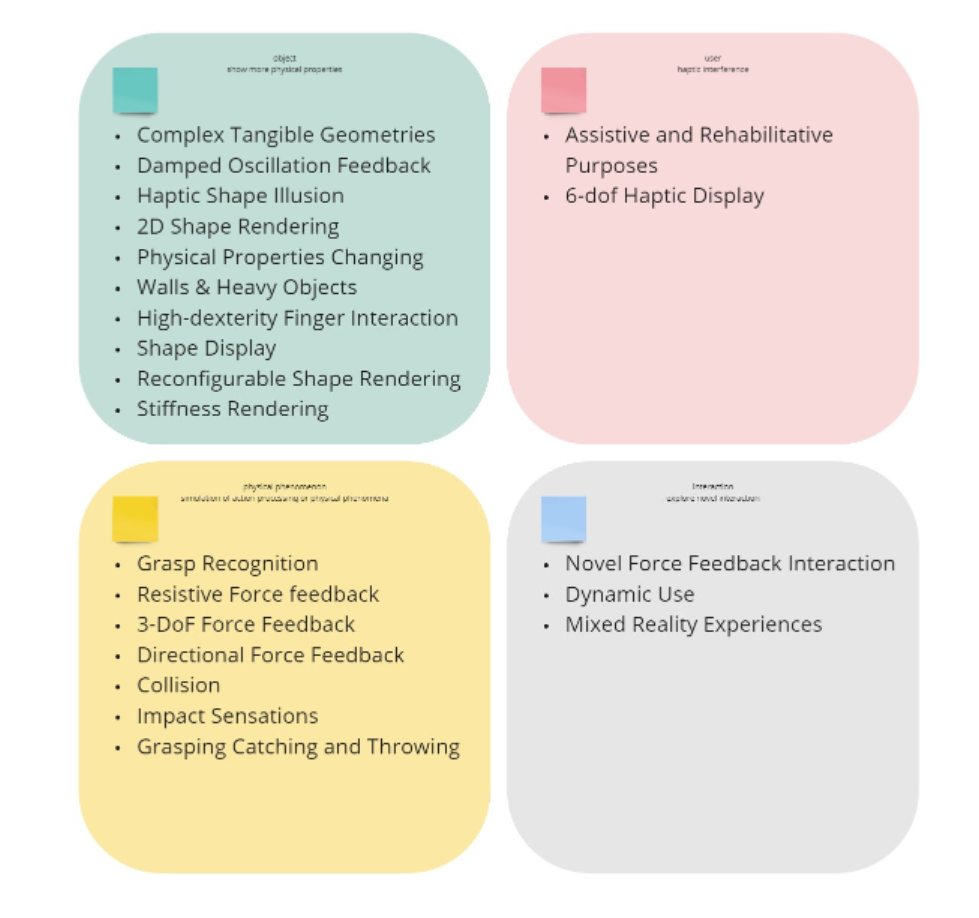 object
show more physical properties
• Complex Tangible Geometries
• Damped Oscillation Feedback
• Haptic Shape Illusion
• 2D Shape Rendering
• Physical Properties Changing
• Walls & Heavy Objects
• High-dexterity Finger Interaction
• Shape Display
• Reconfigurable Shape Rendering
• Stiffness Rendering
user
haptic interference
• Assistive and Rehabilitative
Purposes
• 6-dof Haptic Display
physical phenomenon
simulation of action processing or physical phenomena
• Grasp Recognition
• Resistive Force feedback
• 3-DoF Force Feedback
• Directional Force Feedback
• Collision
• Impact Sensations
• Grasping Catching and Throwing
interaction
explore novel interaction
• Novel Force Feedback Interaction
• Dynamic Use
• Mixed Reality Experiences